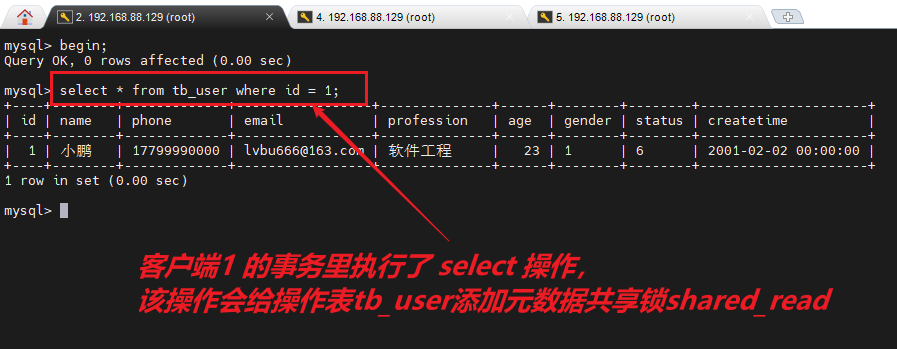 2. 192.168.88.129 (root) 4. 192.168.88.129 (root) 5. 192.168.88.129 (root)
mysql> begin;
Query OK, 0 rows affected (0.00 sec)
mysql> select * from tb_user where id = 1;
+----+--------+-------------+------------------+--------------+------+--------+--------+---------------------+
| id | name | phone | email | profession | age | gender | status | createtime |
+----+--------+-------------+------------------+--------------+------+--------+--------+---------------------+
| 1 | 小鹏 | 17799990000 | lvbu666@163.com | 软件工程 | 23 | 1 | 6 | 2001-02-02 00:00:00 |
+----+--------+-------------+------------------+--------------+------+--------+--------+---------------------+
1 row in set (0.00 sec)
mysql>
客户端1 的事务里执行了 select 操作，
该操作会给操作表tb_user添加元数据共享锁shared_read